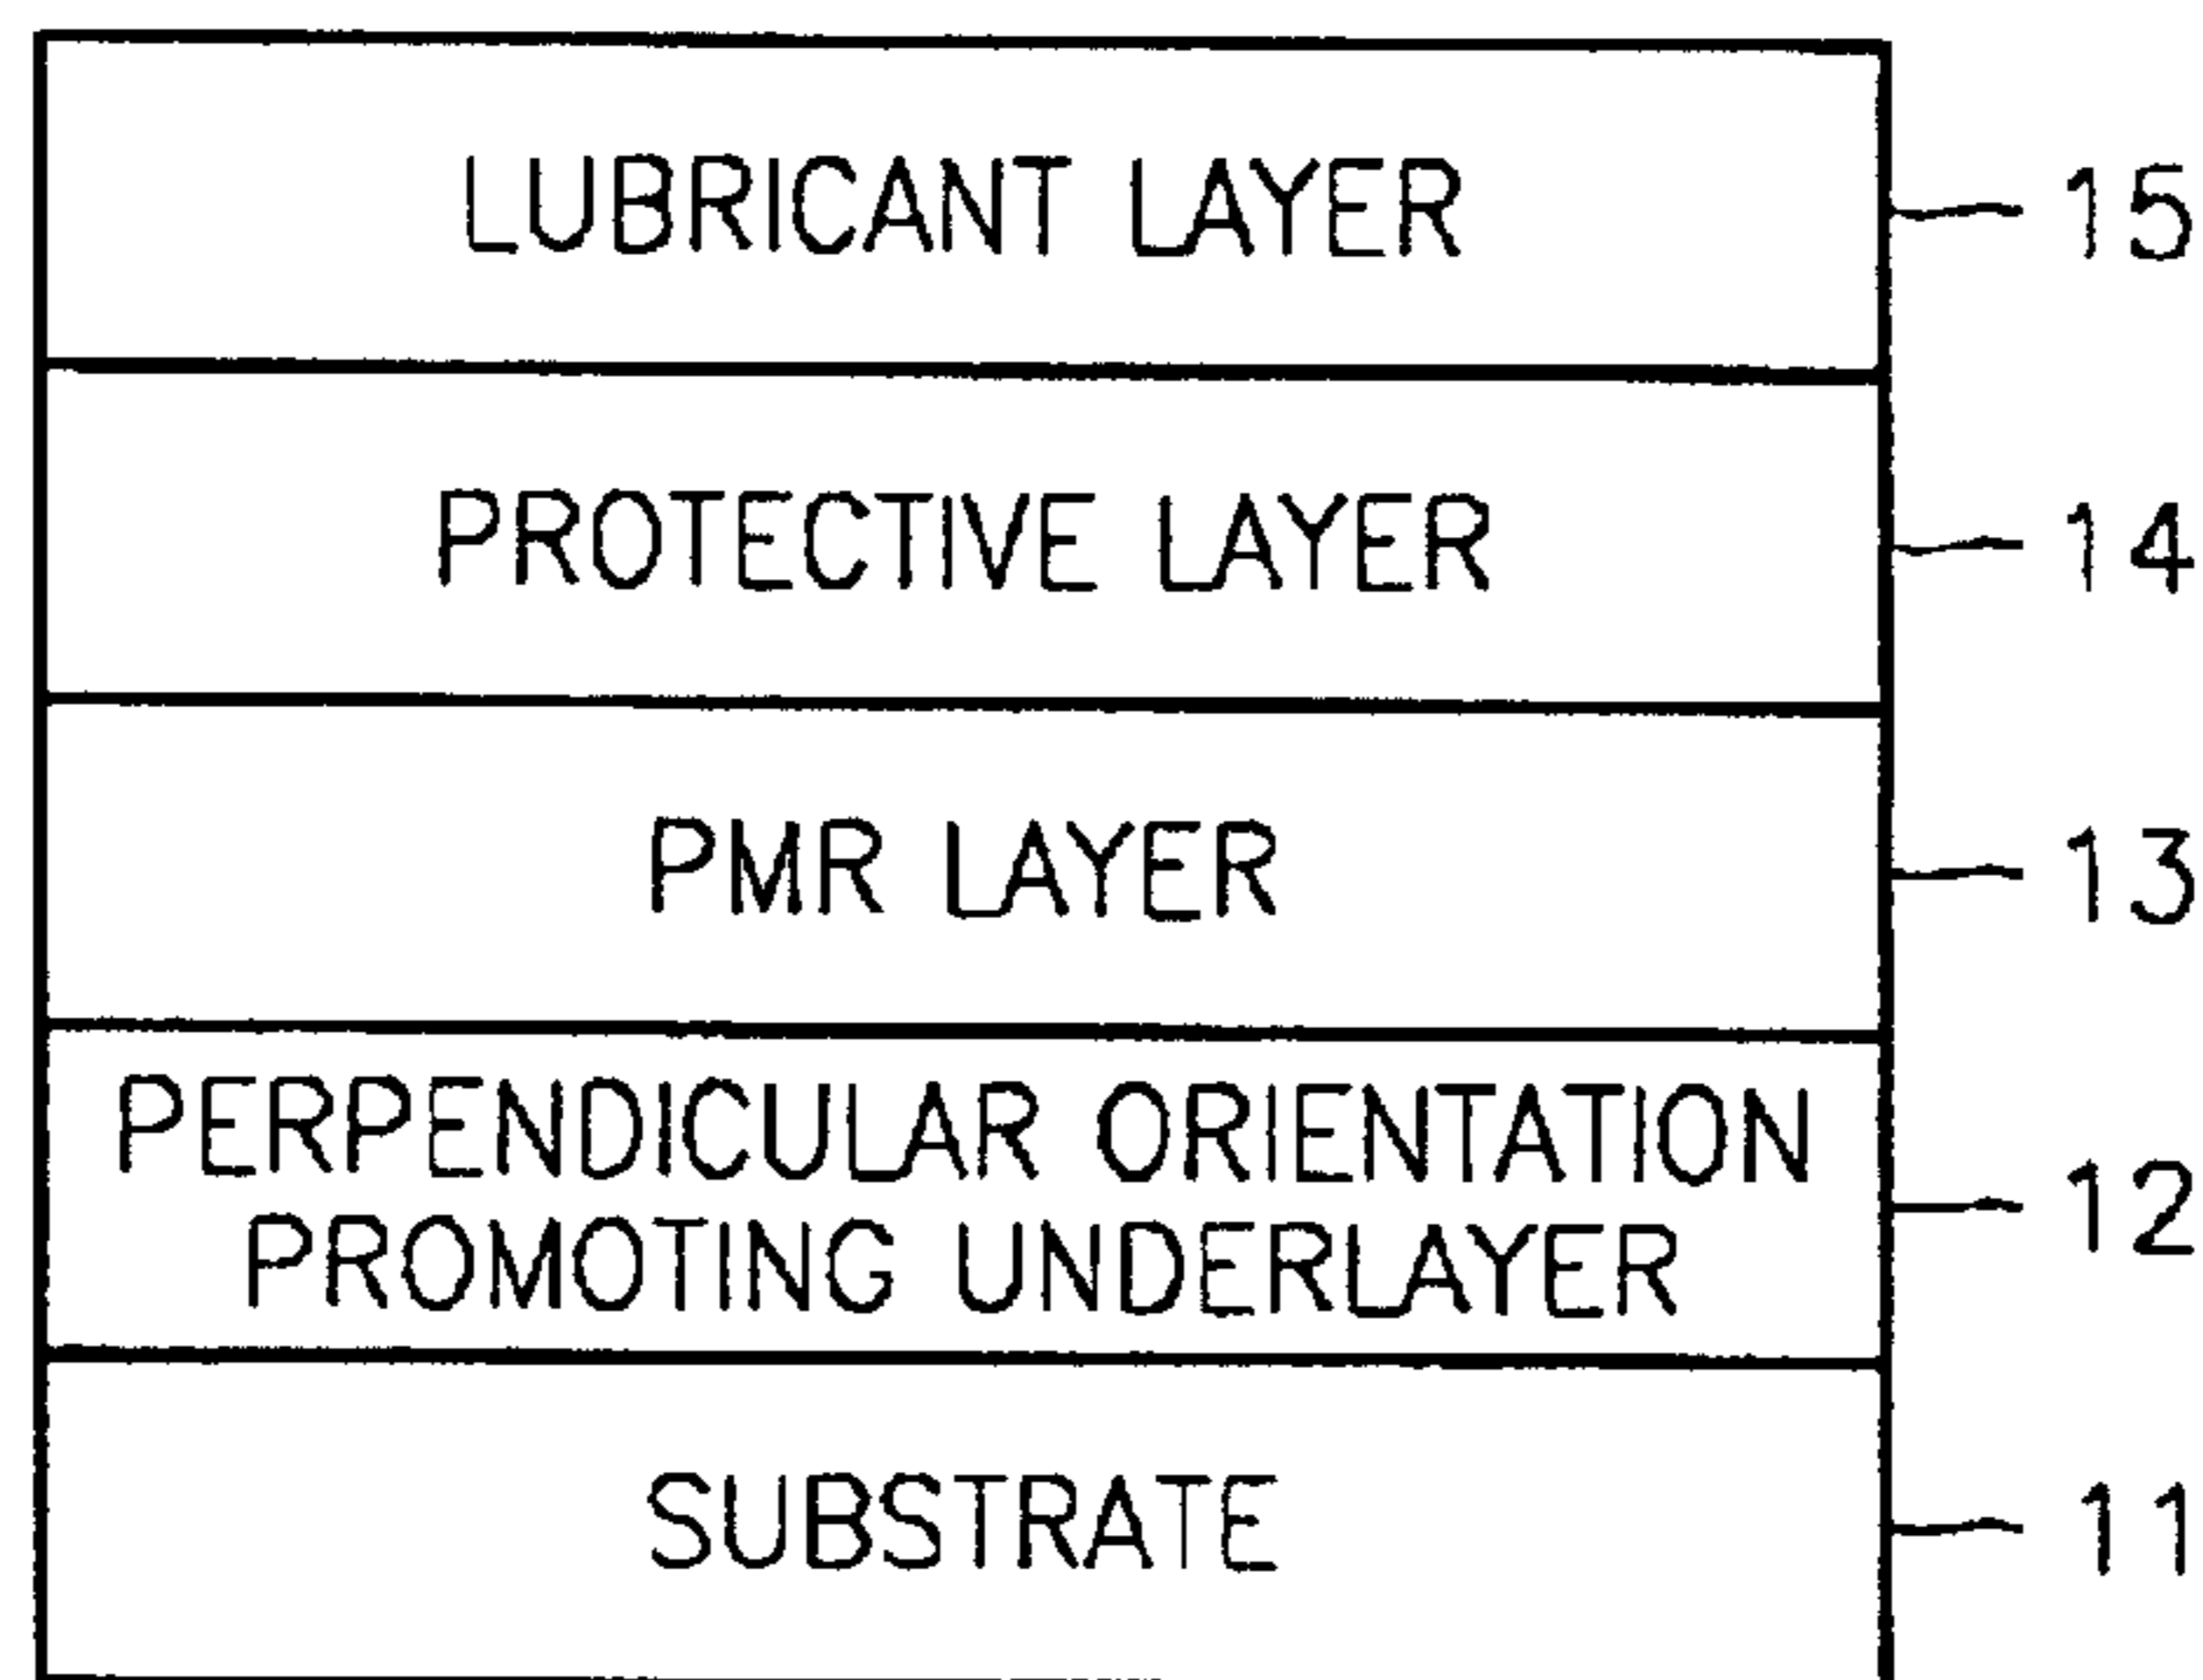 LUBRICANT LAYER 15
PROTECTIVE LAYER 14
PMR LAYER 13
PERPENDICULAR ORIENTATION
PROMOTING UNDERLAYER 12
SUBSTRATE 11